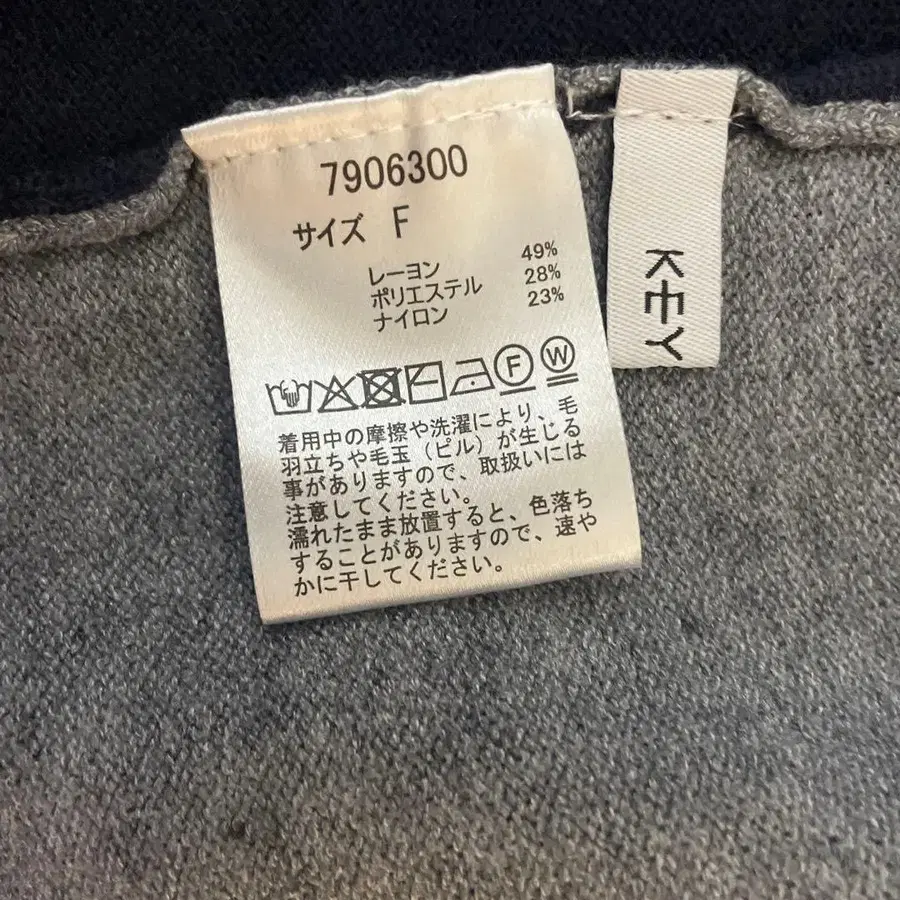 7906300
サイズ F
レーヨン 49%
ポリエステル 28%
ナイロン 23%
F W
着用中の摩擦や洗濯により、毛
羽立ちや毛玉（ピル）が生じる
事がありますので、取扱いには
注意してください。
濡れたまま放置すると、色落ち
することがありますので、速や
かに干してください。
KEY